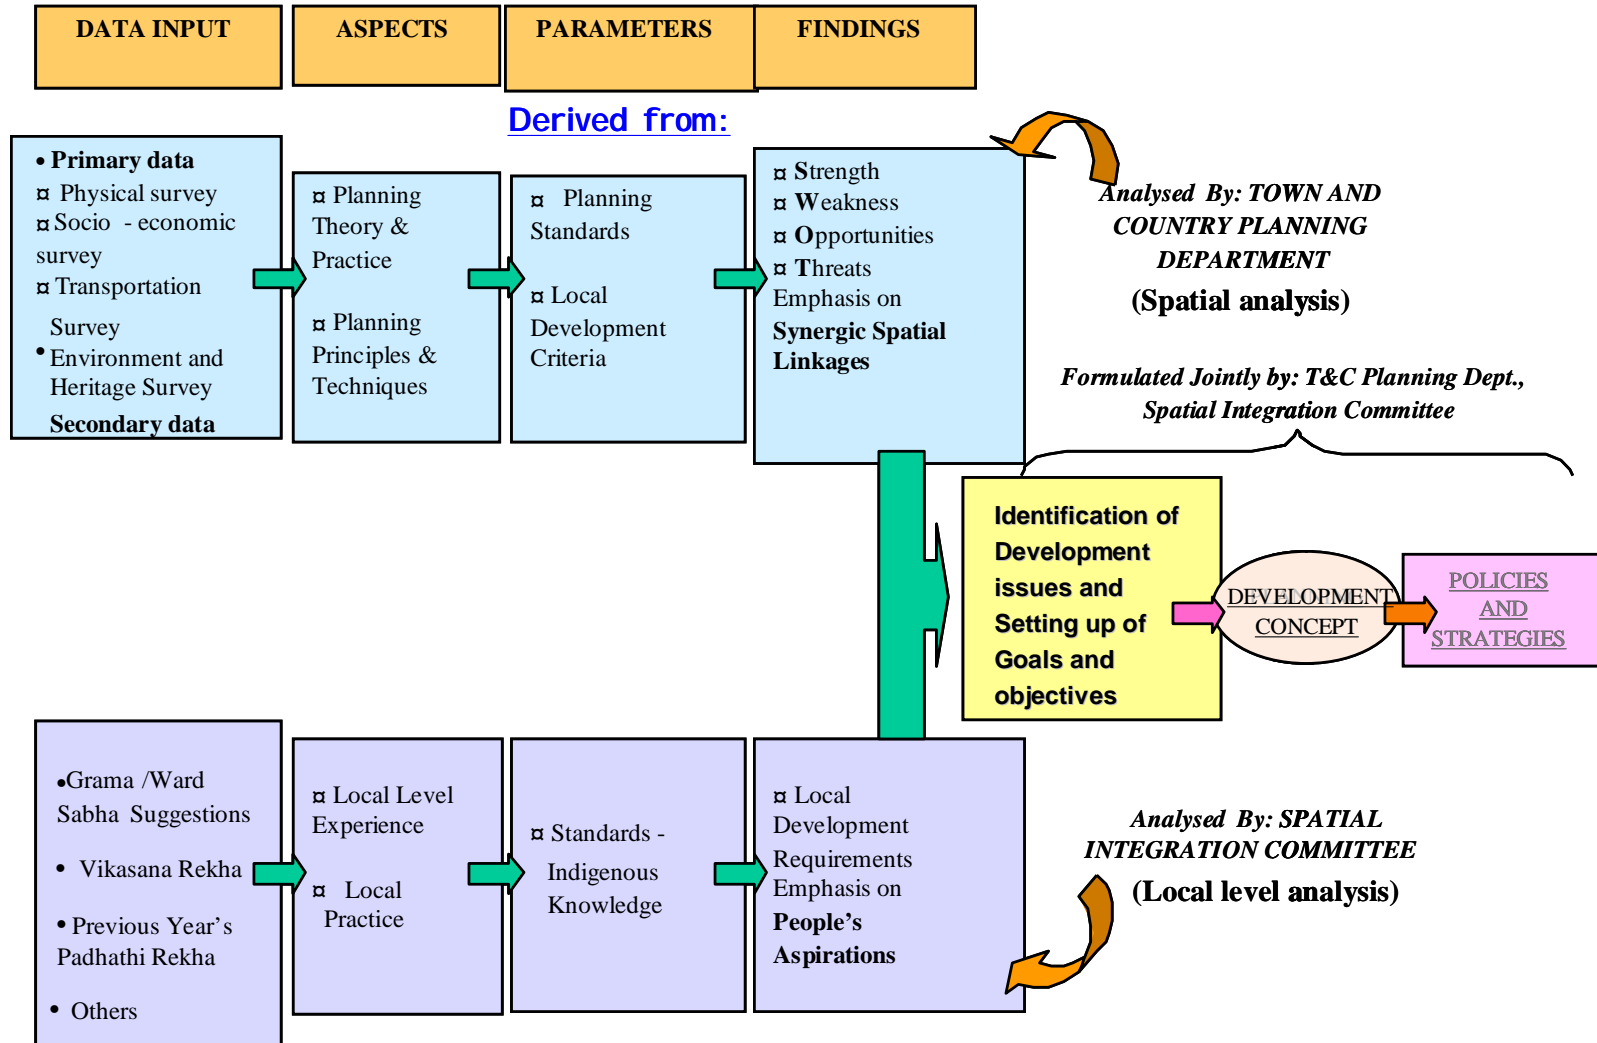 DATA INPUT
ASPECTS
PARAMETERS
FINDINGS
Derived from:
• Primary data
¤ Physical survey
¤ Socio - economic
survey
¤ Transportation
Survey
• Environment and
Heritage Survey
Secondary data
¤ Planning
Theory &
Practice
¤ Planning
Principles &
Techniques
¤ Planning
Standards
¤ Local
Development
Criteria
¤ Strength
¤ Weakness
¤ Opportunities
¤ Threats
Emphasis on
Synergic Spatial
Linkages
Analysed By: TOWN AND
COUNTRY PLANNING
DEPARTMENT
(Spatial analysis)
Formulated Jointly by: T&C Planning Dept.,
Spatial Integration Committee
Identification of
Development
issues and
Setting up of
Goals and
objectives
DEVELOPMENT
CONCEPT
POLICIES
AND
STRATEGIES
•Grama /Ward
Sabha Suggestions
• Vikasana Rekha
• Previous Year's
Padhathi Rekha
• Others
¤ Local Level
Experience
¤ Local
Practice
¤ Standards -
Indigenous
Knowledge
¤ Local
Development
Requirements
Emphasis on
People's
Aspirations
Analysed By: SPATIAL
INTEGRATION COMMITTEE
(Local level analysis)